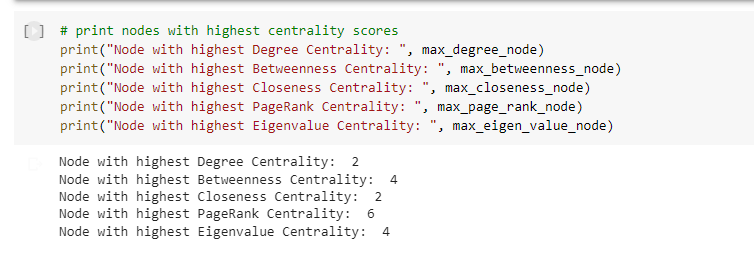 # print nodes with highest centrality scores
print("Node with highest Degree Centrality: ", max_degree_node)
print("Node with highest Betweenness Centrality: ", max_betweenness_node)
print("Node with highest Closeness Centrality: ", max_closeness_node)
print("Node with highest PageRank Centrality: ", max_page_rank_node)
print("Node with highest Eigenvalue Centrality: ", max_eigen_value_node)
Node with highest Degree Centrality:  2
Node with highest Betweenness Centrality:  4
Node with highest Closeness Centrality:  2
Node with highest PageRank Centrality:  6
Node with highest Eigenvalue Centrality:  4